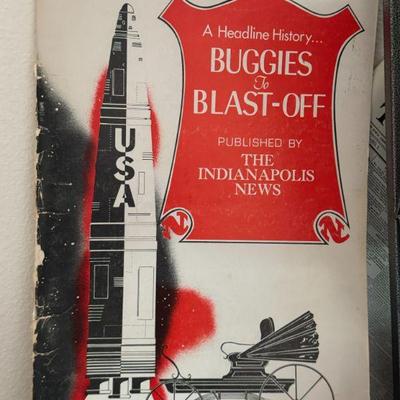 A Headline History...
BUGGIES
To
BLAST-OFF
PUBLISHED BY
THE
INDIANAPOLIS
NEWS
USA